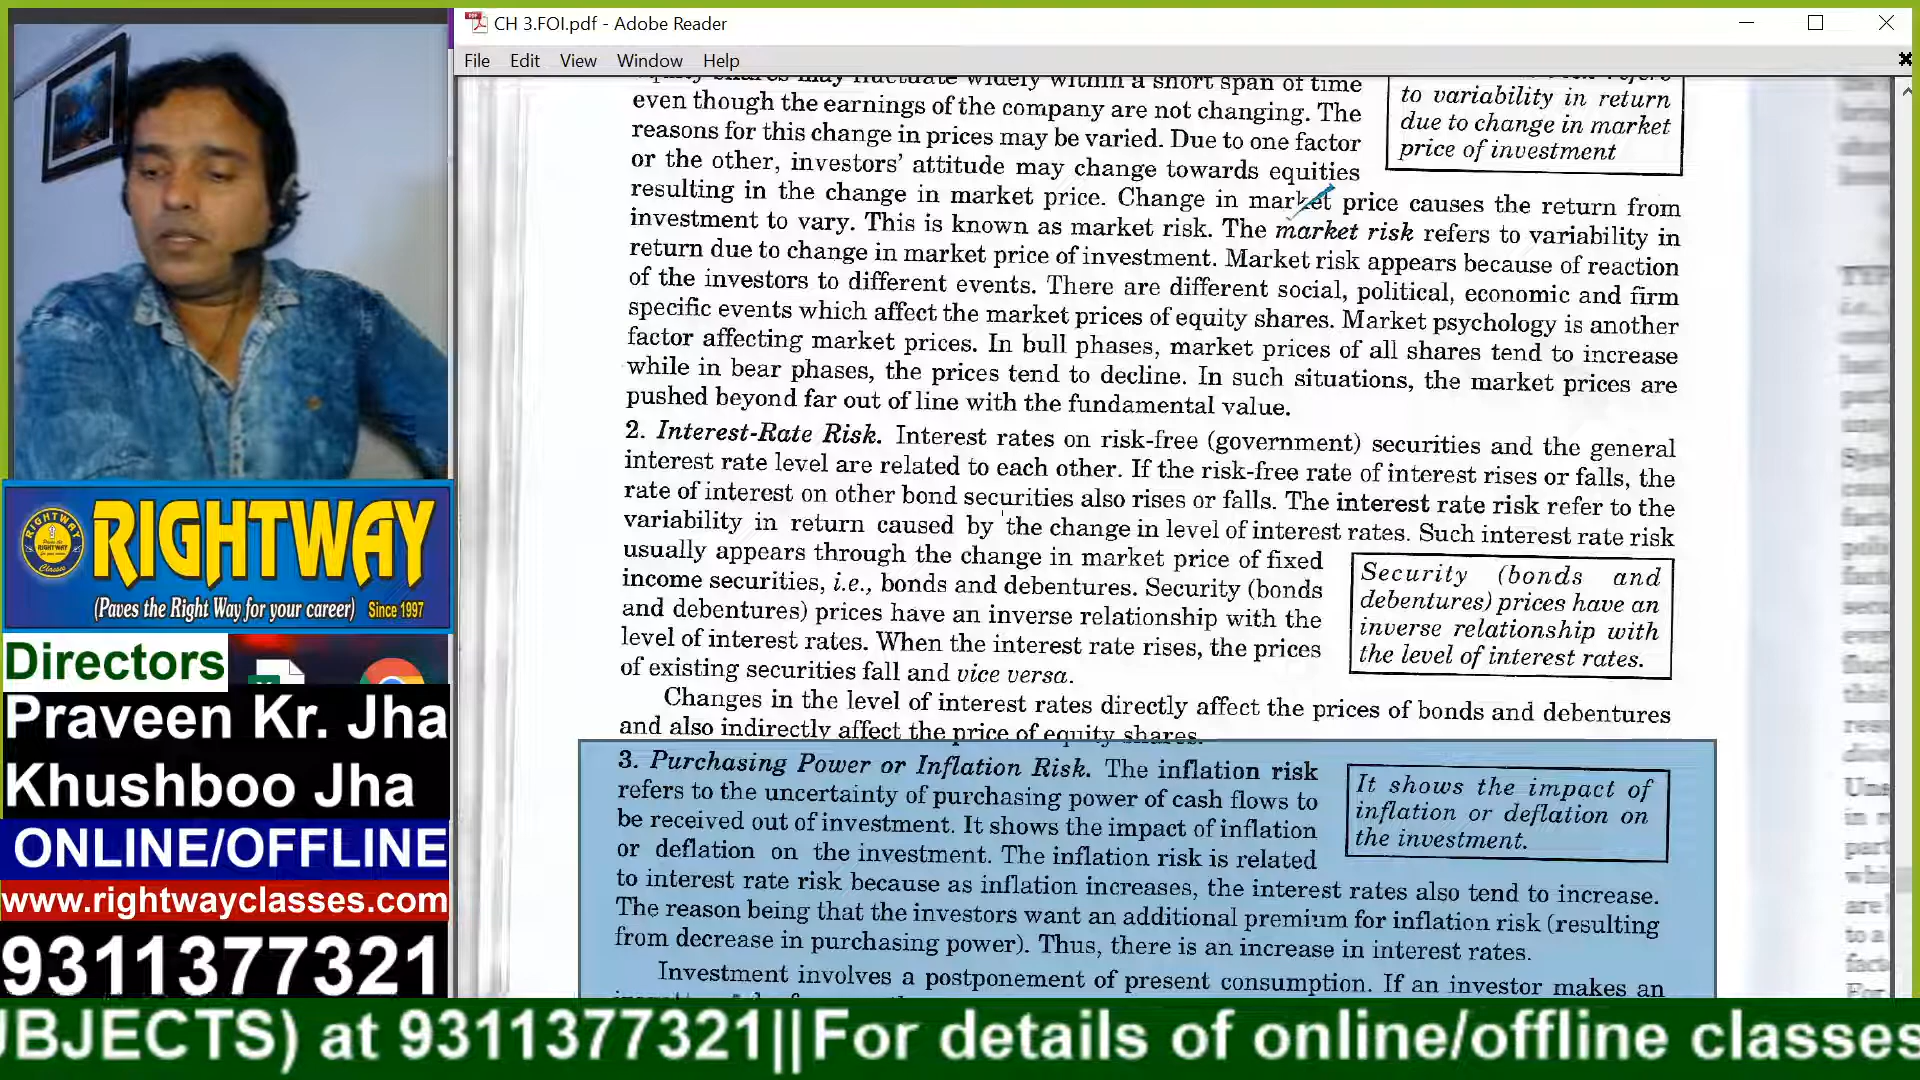 CH 3.FOI.pdf - Adobe Reader
File Edit View Window Help
equity shares may fluctuate widely within a short span of time
even though the earnings of the company are not changing. The
reasons for this change in prices may be varied. Due to one factor
or the other, investors' attitude may change towards equities
resulting in the change in market price. Change in market price causes the return from
investment to vary. This is known as market risk. The market risk refers to variability in
return due to change in market price of investment. Market risk appears because of reaction
of the investors to different events. There are different social, political, economic and firm
specific events which affect the market prices of equity shares. Market psychology is another
factor affecting market prices. In bull phases, market prices of all shares tend to increase
while in bear phases, the prices tend to decline. In such situations, the market prices are
pushed beyond far out of line with the fundamental value.
refers
to variability in return
due to change in market
price of investment
2. Interest-Rate Risk. Interest rates on risk-free (government) securities and the general
interest rate level are related to each other. If the risk-free rate of interest rises or falls, the
rate of interest on other bond securities also rises or falls. The interest rate risk refer to the
variability in return caused by the change in level of interest rates. Such interest rate risk
usually appears through the change in market price of fixed
income securities, i.e., bonds and debentures. Security (bonds
and debentures) prices have an inverse relationship with the
level of interest rates. When the interest rate rises, the prices
of existing securities fall and vice versa.
Security (bonds and
debentures) prices have an
inverse relationship with
the level of interest rates.
Changes in the level of interest rates directly affect the prices of bonds and debentures
and also indirectly affect the price of equity shares.
3. Purchasing Power or Inflation Risk. The inflation risk
refers to the uncertainty of purchasing power of cash flows to
be received out of investment. It shows the impact of inflation
or deflation on the investment. The inflation risk is related
to interest rate risk because as inflation increases, the interest rates also tend to increase.
The reason being that the investors want an additional premium for inflation risk (resulting
from decrease in purchasing power). Thus, there is an increase in interest rates.
It shows the impact of
inflation or deflation on
the investment.
Investment involves a postponement of present consumption. If an investor makes an
RIGHTWAY
RIGHTWAY
Classes
(Paves the Right Way for your career) Since 1997
Directors
Praveen Kr. Jha
Khushboo Jha
ONLINE/OFFLINE
www.rightwayclasses.com
9311377321
UBJECTS) at 9311377321||For details of online/offline classes